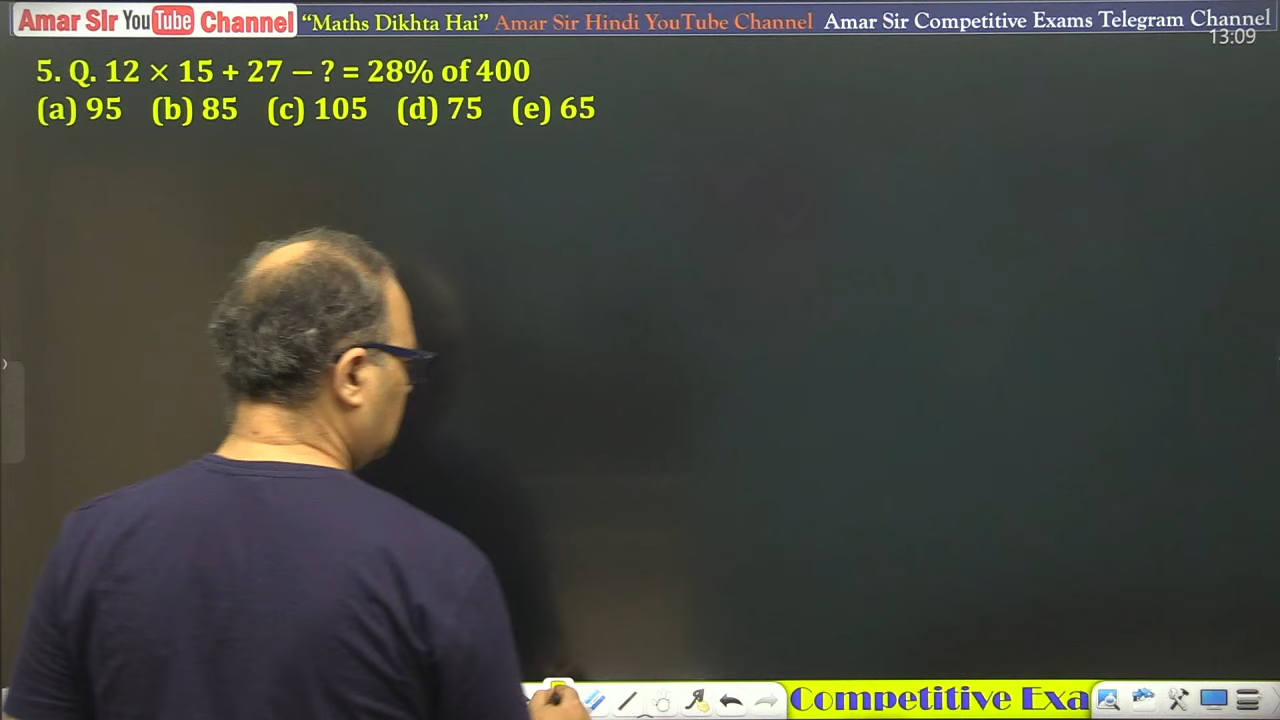 Amar SIr YouTube Channel "Maths Dikhta Hai" Amar Sir Hindi YouTube Channel Amar Sir Competitive Exams Telegram Channel
13:09
5. Q. 12 × 15 + 27 − ? = 28% of 400
(a) 95 (b) 85 (c) 105 (d) 75 (e) 65
Competitive Exa